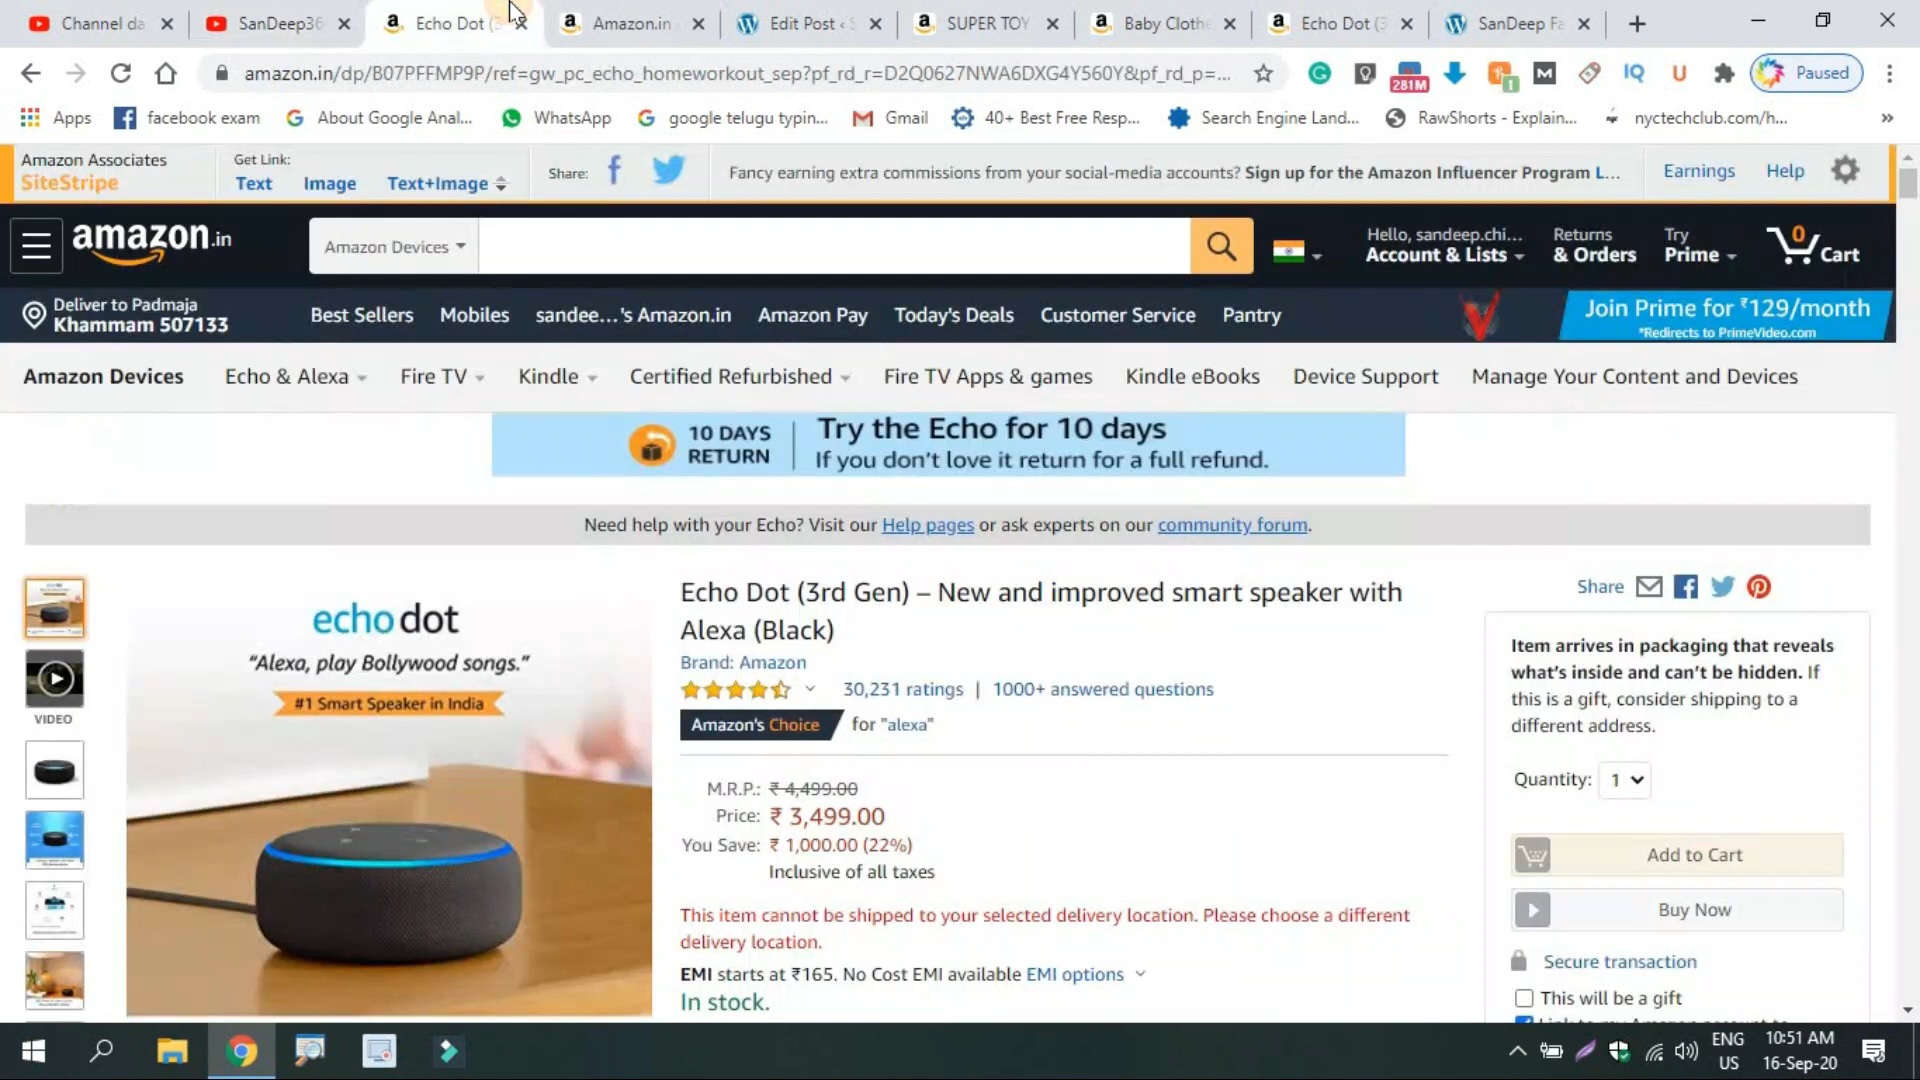 Channel da
SanDeep36
Echo Dot (3
Amazon.in
Edit Post ‹ S
SUPER TOY
Baby Clothe
Echo Dot (3
SanDeep Fa
amazon.in/dp/B07PFFMP9P/ref=gw_pc_echo_homeworkout_sep?pf_rd_r=D2Q0627NWA6DXG4Y560Y&pf_rd_p=...
281M
1
IQ
Paused
Apps
facebook exam
About Google Anal...
WhatsApp
google telugu typin...
Gmail
40+ Best Free Resp...
Search Engine Land...
RawShorts - Explain...
nyctechclub.com/h...
»
Amazon Associates
SiteStripe
Get Link:
Text Image Text+Image
Share:
Fancy earning extra commissions from your social-media accounts? Sign up for the Amazon Influencer Program L...
Earnings
Help
amazon.in
Amazon Devices
Hello, sandeep.chi...
Account & Lists
Returns
& Orders
Try
Prime
0
Cart
Deliver to Padmaja
Khammam 507133
Best Sellers
Mobiles
sandee...'s Amazon.in
Amazon Pay
Today's Deals
Customer Service
Pantry
Join Prime for ₹129/month
*Redirects to PrimeVideo.com
Amazon Devices
Echo & Alexa
Fire TV
Kindle
Certified Refurbished
Fire TV Apps & games
Kindle eBooks
Device Support
Manage Your Content and Devices
10 DAYS
RETURN
Try the Echo for 10 days
If you don't love it return for a full refund.
Need help with your Echo? Visit our Help pages or ask experts on our community forum.
VIDEO
echo dot
"Alexa, play Bollywood songs."
#1 Smart Speaker in India
Echo Dot (3rd Gen) – New and improved smart speaker with
Alexa (Black)
Brand: Amazon
30,231 ratings | 1000+ answered questions
Amazon's Choice for "alexa"
M.R.P.: ₹ 4,499.00
Price: ₹ 3,499.00
You Save: ₹ 1,000.00 (22%)
Inclusive of all taxes
This item cannot be shipped to your selected delivery location. Please choose a different
delivery location.
EMI starts at ₹165. No Cost EMI available EMI options
In stock.
Share
Item arrives in packaging that reveals
what's inside and can't be hidden. If
this is a gift, consider shipping to a
different address.
Quantity: 1
Add to Cart
Buy Now
Secure transaction
This will be a gift
ENG
US
10:51 AM
16-Sep-20